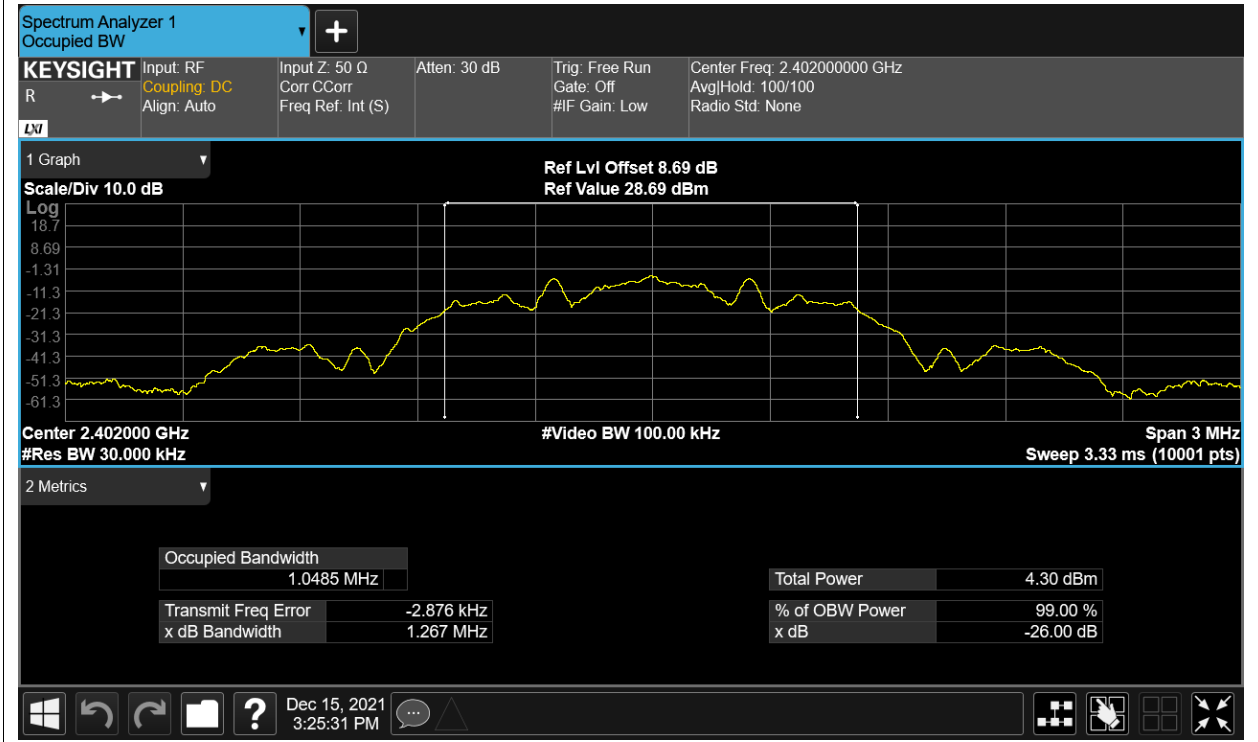 Spectrum Analyzer 1
Occupied BW
KEYSIGHT
R
LXI
Input: RF
Coupling: DC
Align: Auto
Input Z: 50 Ω
Corr CCorr
Freq Ref: Int (S)
Atten: 30 dB
Trig: Free Run
Gate: Off
#IF Gain: Low
Center Freq: 2.402000000 GHz
Avg|Hold: 100/100
Radio Std: None
1 Graph
Ref Lvl Offset 8.69 dB
Scale/Div 10.0 dB
Ref Value 28.69 dBm
Log
18.7
8.69
-1.31
-11.3
-21.3
-31.3
-41.3
-51.3
-61.3
Center 2.402000 GHz
#Video BW 100.00 kHz
Span 3 MHz
#Res BW 30.000 kHz
Sweep 3.33 ms (10001 pts)
2 Metrics
Occupied Bandwidth
1.0485 MHz
Total Power 4.30 dBm
Transmit Freq Error -2.876 kHz
% of OBW Power 99.00 %
x dB Bandwidth 1.267 MHz
x dB -26.00 dB
?
Dec 15, 2021
3:25:31 PM